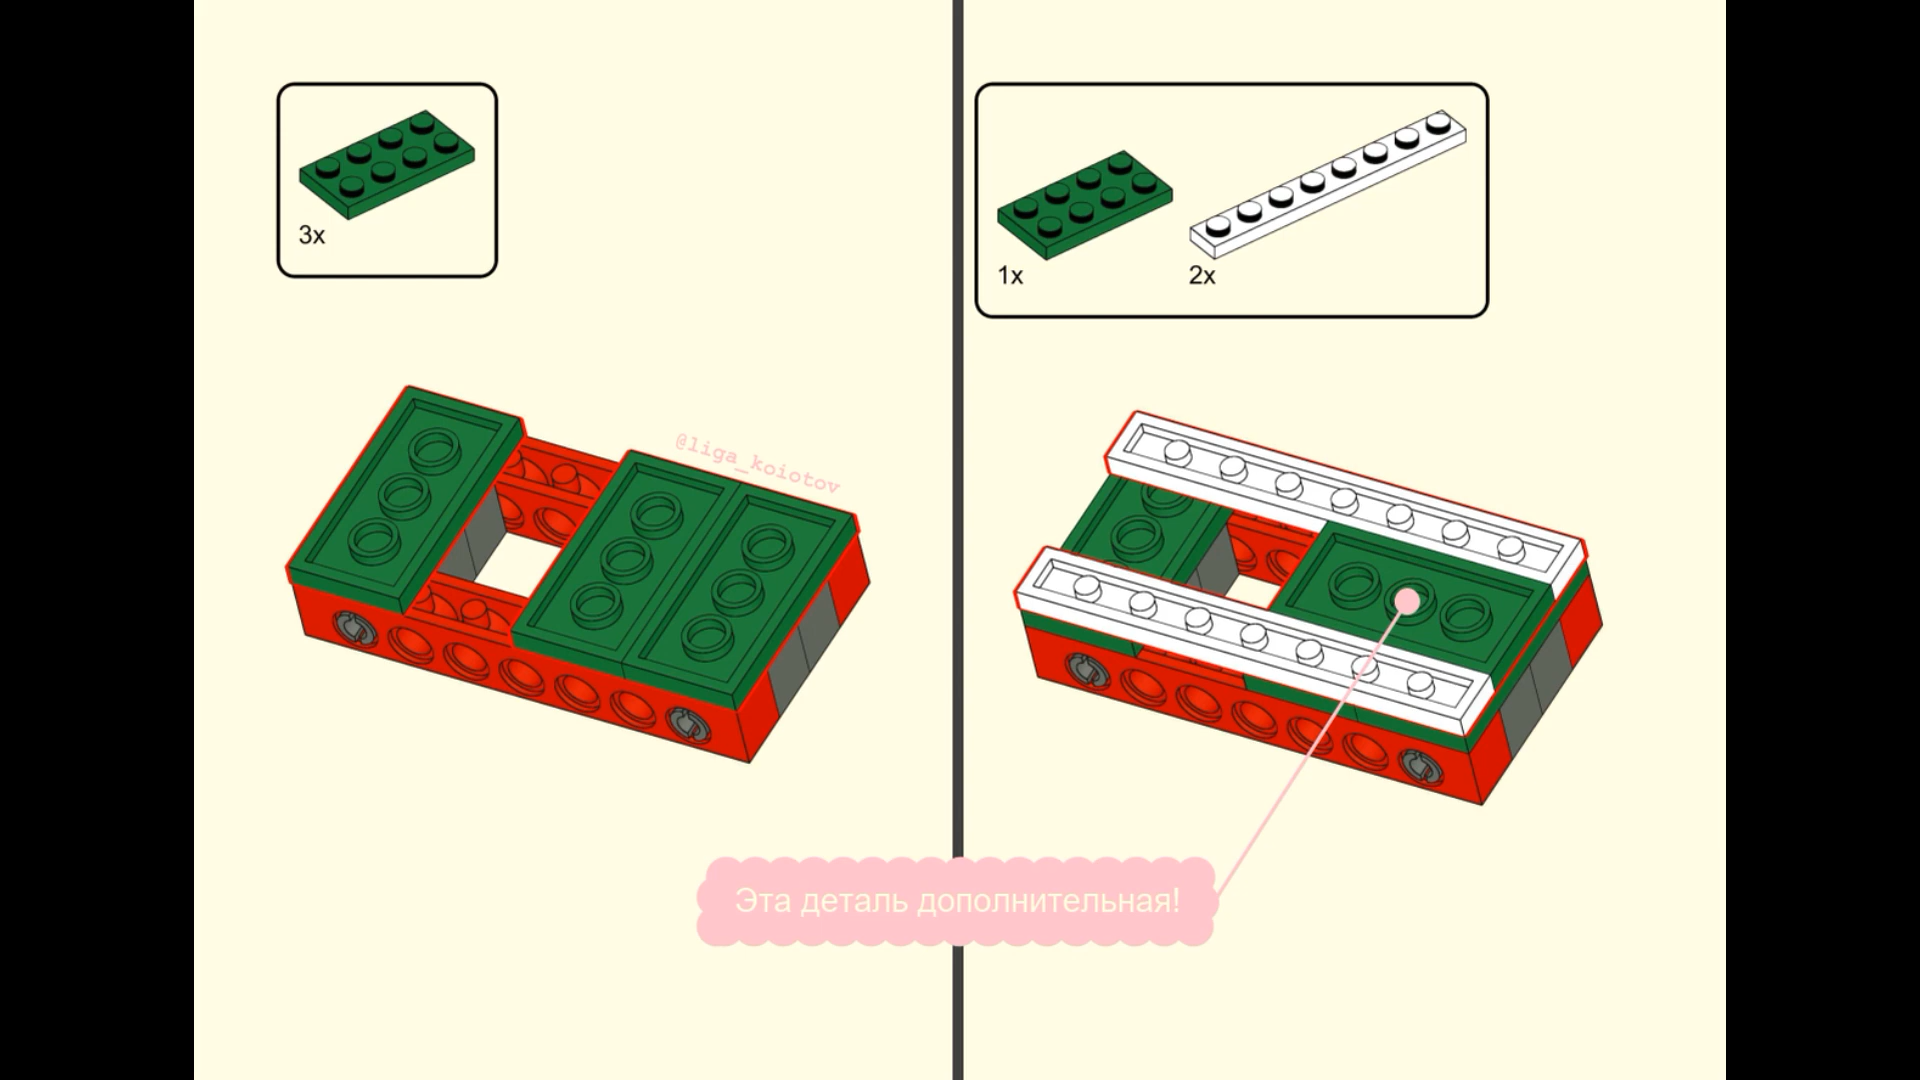 3x
1x
2x
@liga_koiotov
Эта деталь дополнительная!